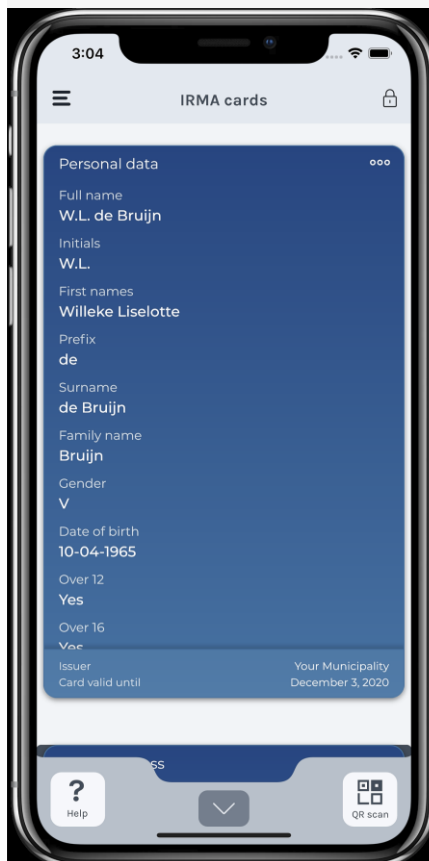 3:04
IRMA cards
Personal data
Full name
W.L. de Bruijn
Initials
W.L.
First names
Willeke Liselotte
Prefix
de
Surname
de Bruijn
Family name
Bruijn
Gender
V
Date of birth
10-04-1965
Over 12
Yes
Over 16
Yes
Issuer Your Municipality
Card valid until December 3, 2020
ss
?
Help
QR scan